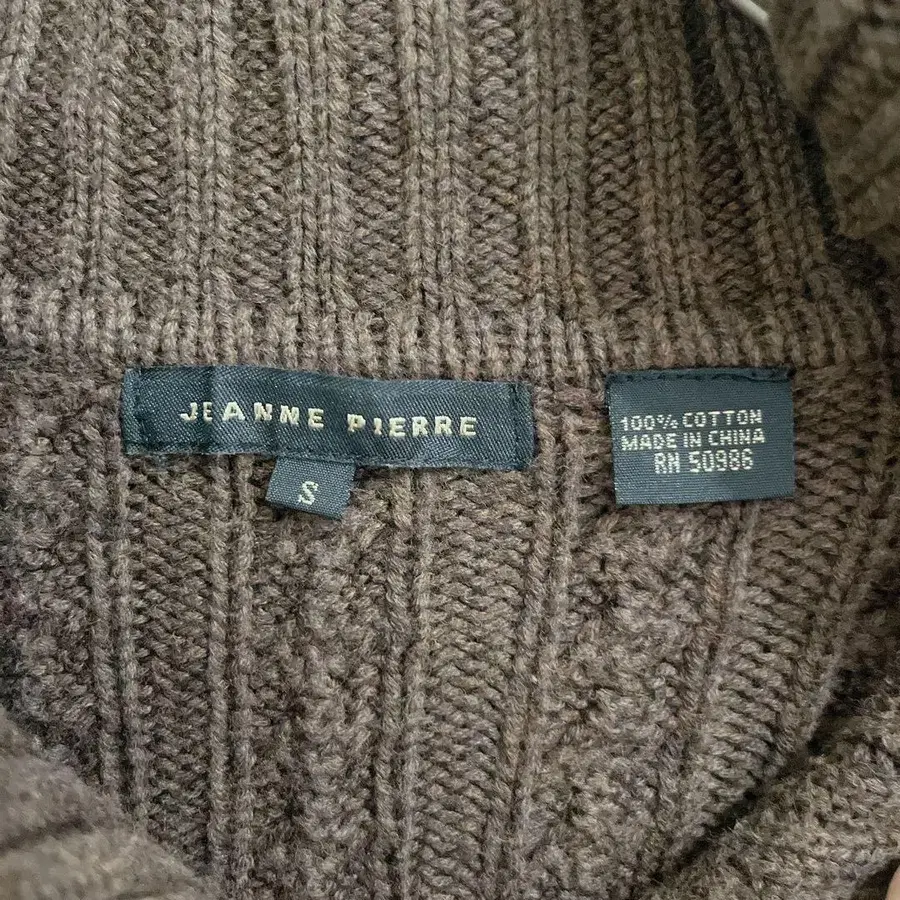 JEANNE PIERRE
S
100% COTTON
MADE IN CHINA
RN 50986